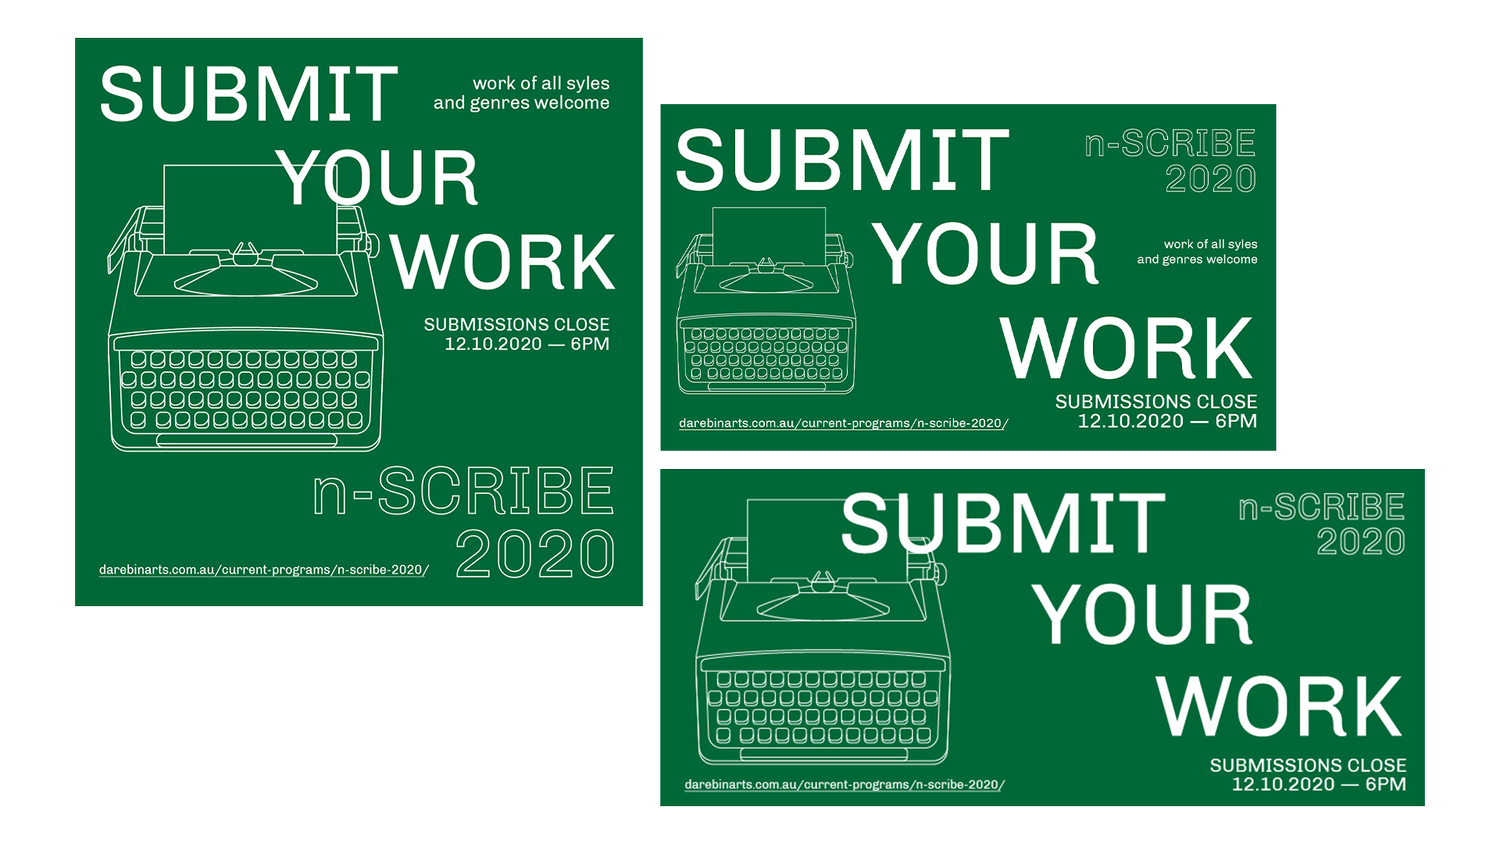 SUBMIT
work of all syles
and genres welcome
YOUR
WORK
SUBMISSIONS CLOSE
12.10.2020 — 6PM
n-SCRIBE
2020
darebinarts.com.au/current-programs/n-scribe-2020/
SUBMIT
n-SCRIBE
2020
YOUR
work of all syles
and genres welcome
WORK
SUBMISSIONS CLOSE
12.10.2020 — 6PM
darebinarts.com.au/current-programs/n-scribe-2020/
SUBMIT
n-SCRIBE
2020
YOUR
WORK
SUBMISSIONS CLOSE
12.10.2020 — 6PM
darebinarts.com.au/current-programs/n-scribe-2020/